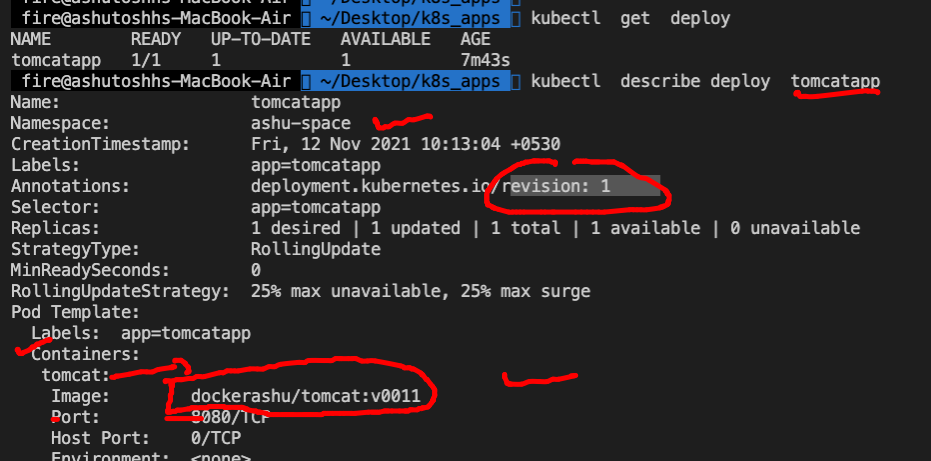 fire@ashutoshhs-MacBook-Air ~/Desktop/k8s_apps kubectl get deploy
NAME READY UP-TO-DATE AVAILABLE AGE
tomcatapp 1/1 1 1 7m43s
fire@ashutoshhs-MacBook-Air ~/Desktop/k8s_apps kubectl describe deploy tomcatapp
Name: tomcatapp
Namespace: ashu-space
CreationTimestamp: Fri, 12 Nov 2021 10:13:04 +0530
Labels: app=tomcatapp
Annotations: deployment.kubernetes.io/revision: 1
Selector: app=tomcatapp
Replicas: 1 desired | 1 updated | 1 total | 1 available | 0 unavailable
StrategyType: RollingUpdate
MinReadySeconds: 0
RollingUpdateStrategy: 25% max unavailable, 25% max surge
Pod Template:
Labels: app=tomcatapp
Containers:
tomcat:
Image: dockerashu/tomcat:v0011
Port: 8080/TCP
Host Port: 0/TCP
Environment: <none>